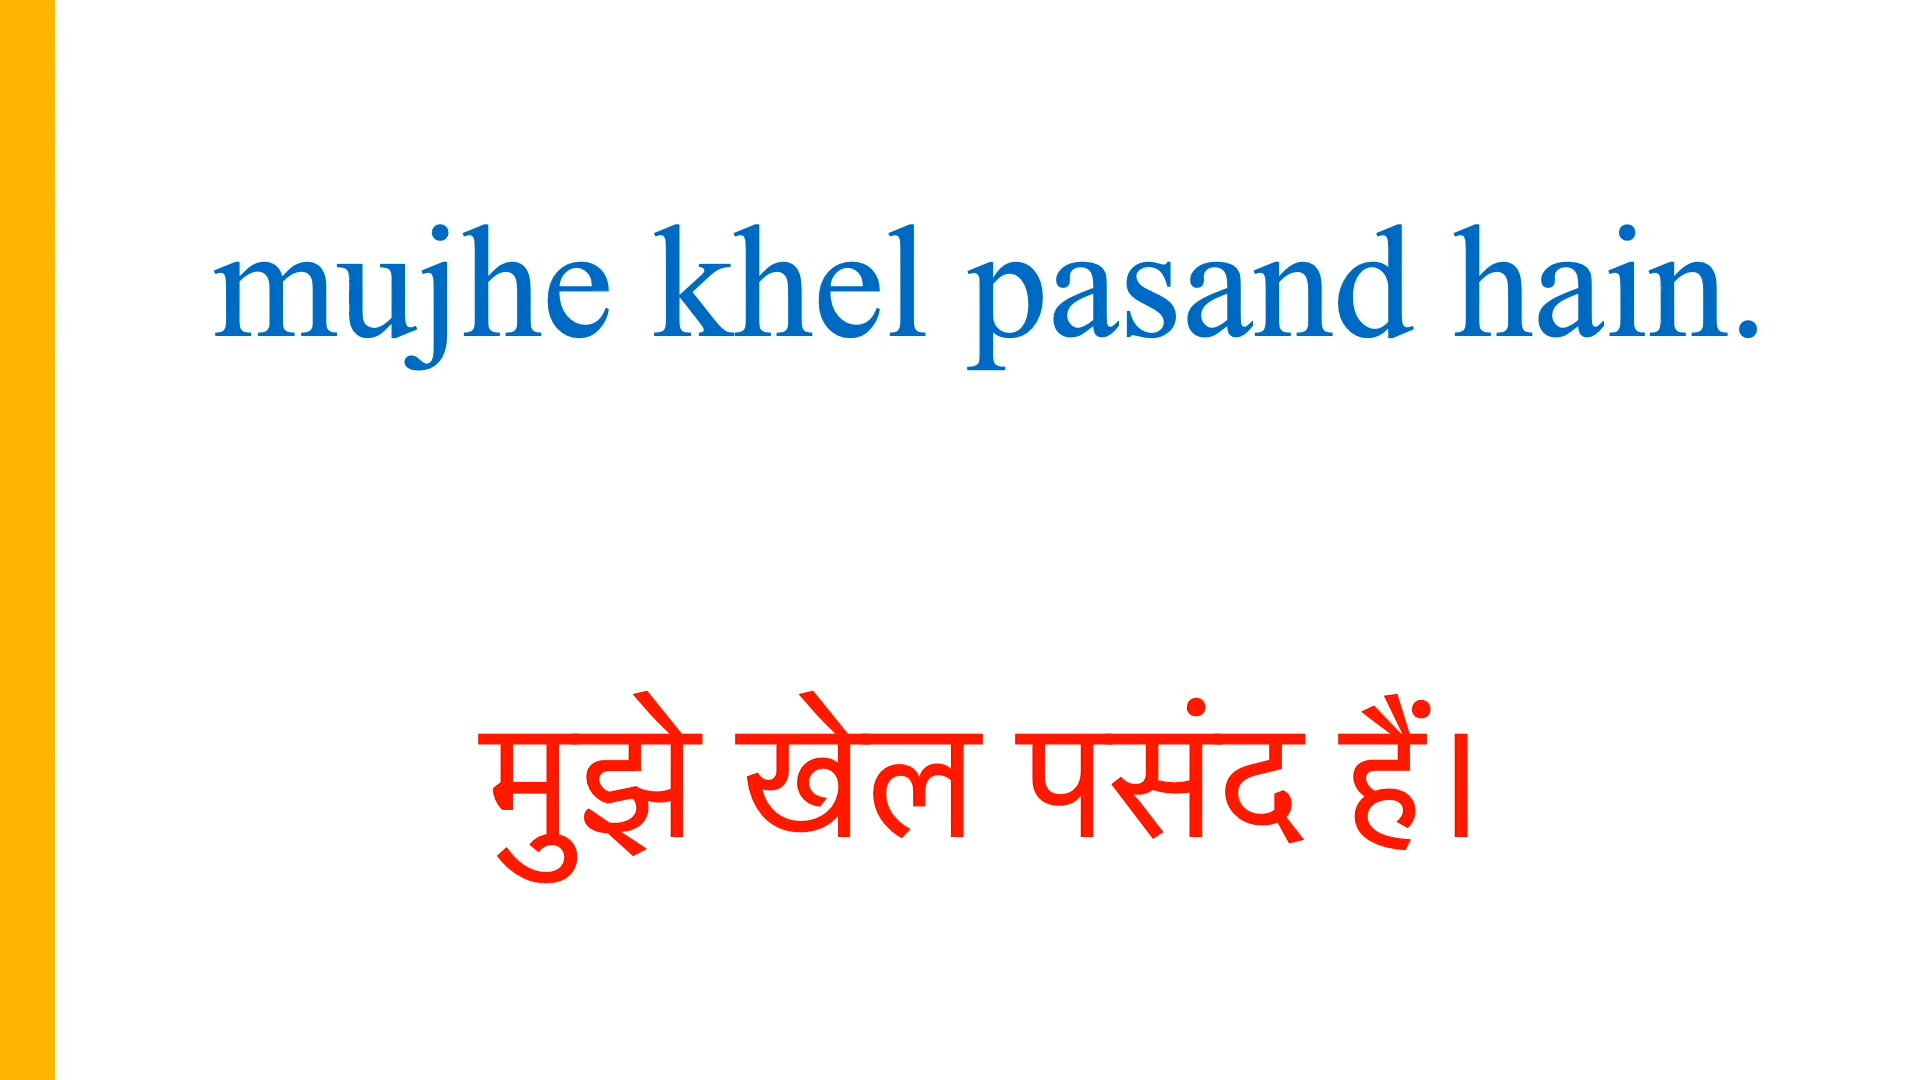 mujhe khel pasand hain.
मुझे खेल पसंद हैं।